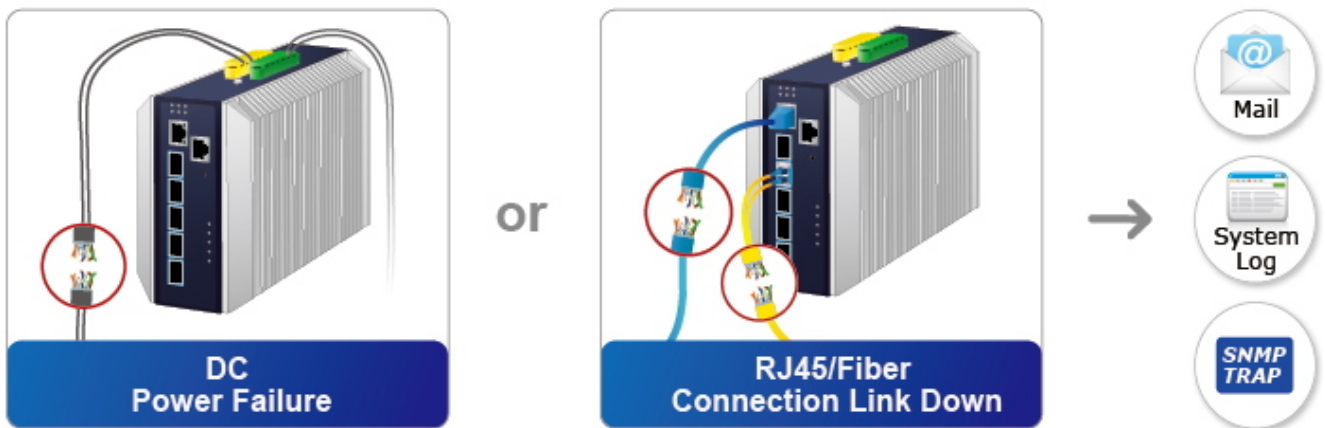 DC
Power Failure
or
RJ45/Fiber
Connection Link Down
@
Mail
System
Log
SNMP
TRAP